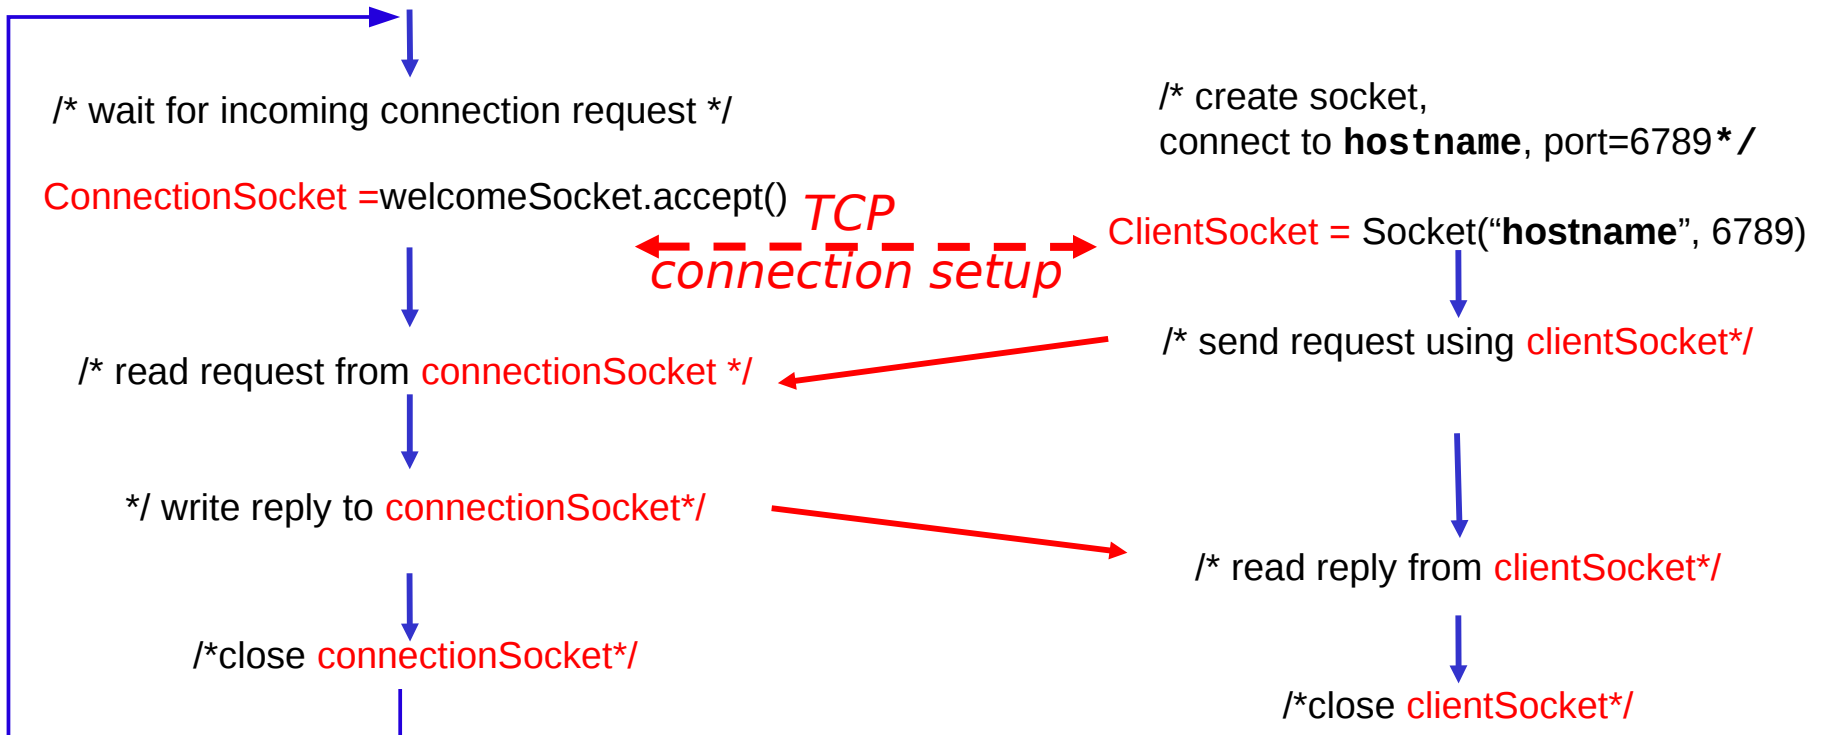 /* wait for incoming connection request */
ConnectionSocket =welcomeSocket.accept()
TCP
connection setup
/* read request from connectionSocket */
*/ write reply to connectionSocket*/
/*close connectionSocket*/
/* create socket,
connect to hostname, port=6789*/
ClientSocket = Socket(“hostname”, 6789)
/* send request using clientSocket*/
/* read reply from clientSocket*/
/*close clientSocket*/